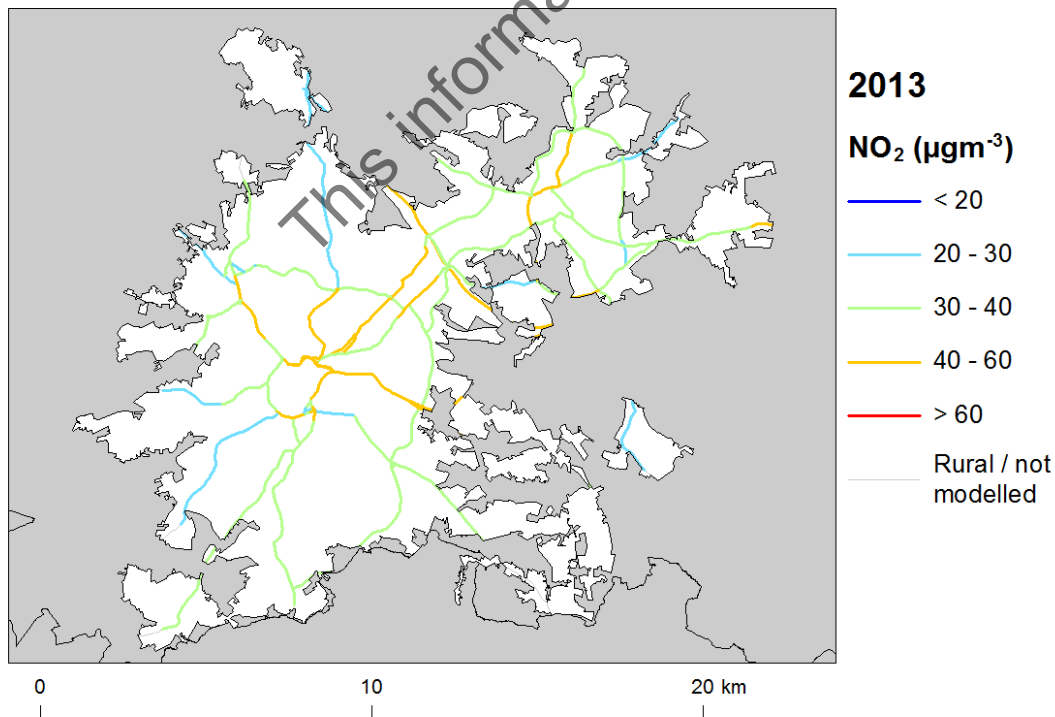 This informa
2013
NO₂ (µgm⁻³)
< 20
20 - 30
30 - 40
40 - 60
> 60
Rural / not
modelled
0 10 20 km